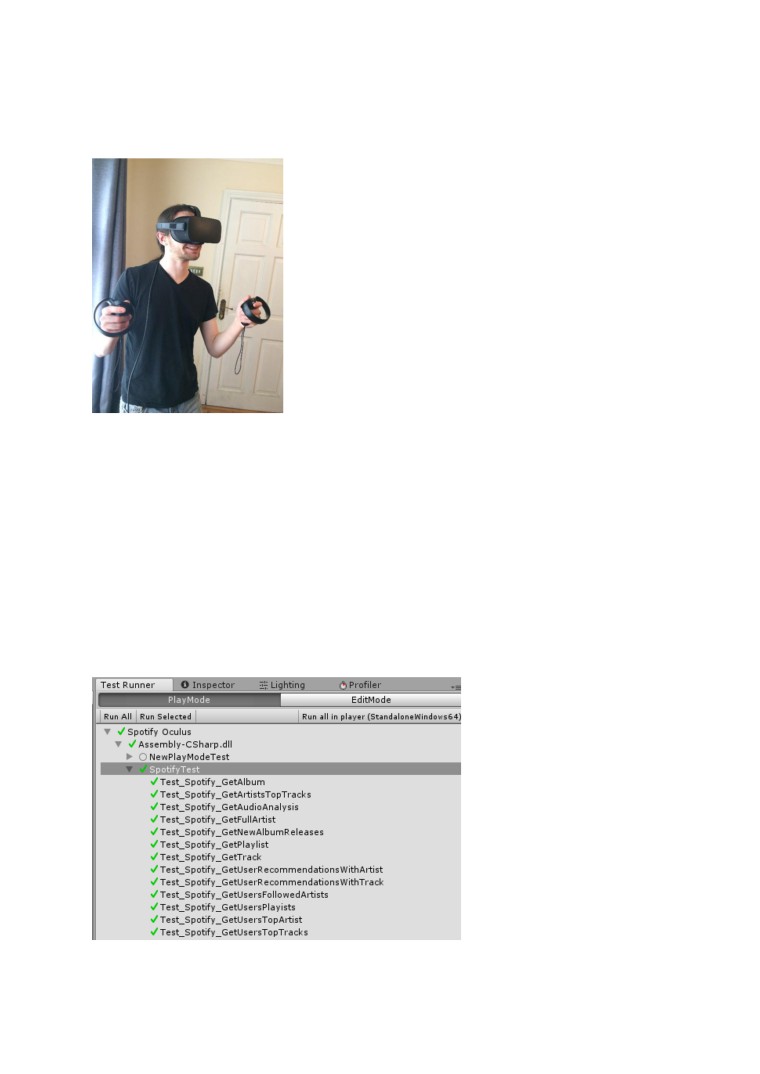 Test Runner Inspector Lighting Profiler
PlayMode EditMode
Run All Run Selected Run all in player (StandaloneWindows64)
Spotify Oculus
Assembly-CSharp.dll
NewPlayModeTest
SpotifyTest
Test_Spotify_GetAlbum
Test_Spotify_GetArtistsTopTracks
Test_Spotify_GetAudioAnalysis
Test_Spotify_GetFullArtist
Test_Spotify_GetNewAlbumReleases
Test_Spotify_GetPlaylist
Test_Spotify_GetTrack
Test_Spotify_GetUserRecommendationsWithArtist
Test_Spotify_GetUserRecommendationsWithTrack
Test_Spotify_GetUsersFollowedArtists
Test_Spotify_GetUsersPlayists
Test_Spotify_GetUsersTopArtist
Test_Spotify_GetUsersTopTracks